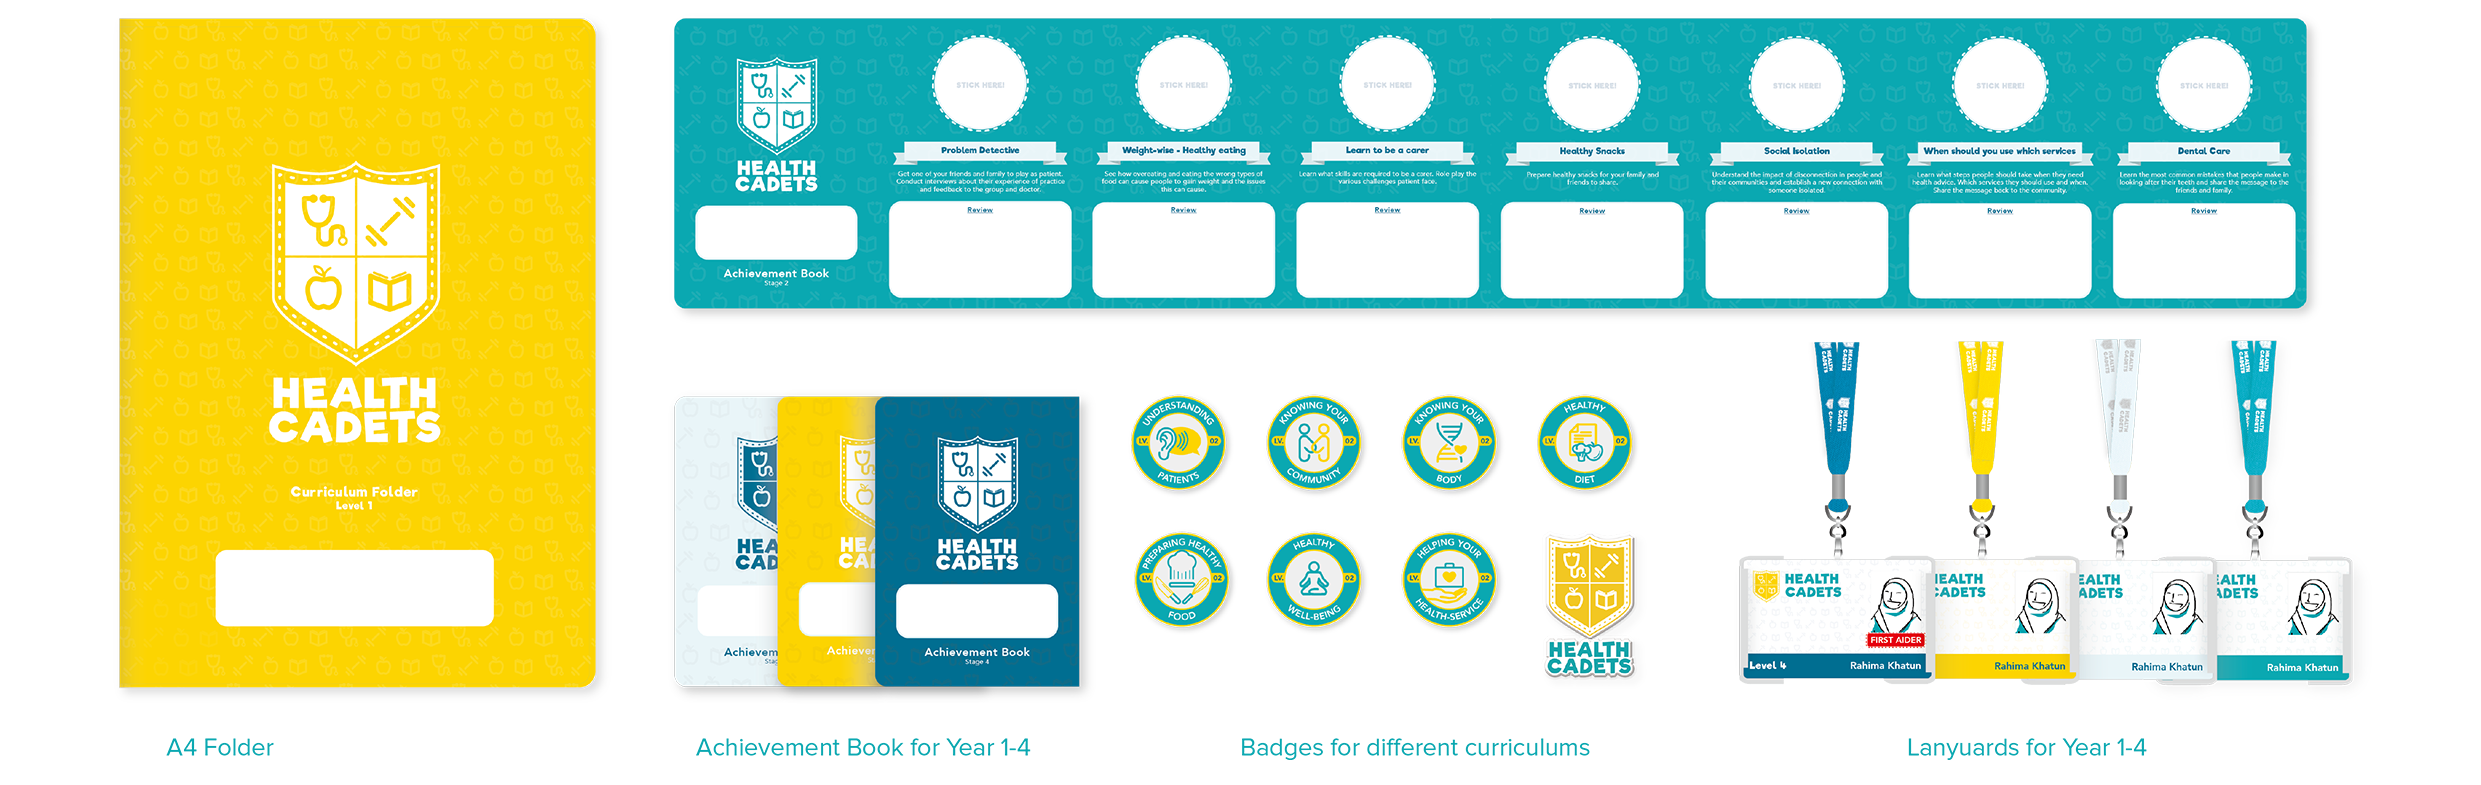 HEALTH
CADETS
Curriculum Folder
Level 1
A4 Folder
HEALTH
CADETS
Achievement Book
Stage 2
STICK HERE!
Problem Detective
Get one of your friends and family to play as patient.
Conduct interviews about their experience of practice
and feedback to the group and doctor.
Review
STICK HERE!
Weight-wise - Healthy eating
See how overeating and eating the wrong types of
food can cause people to gain weight and the issues
this can cause.
Review
STICK HERE!
Learn to be a carer
Learn what skills are required to be a carer. Role play the
various challenges patient face.
Review
STICK HERE!
Healthy Snacks
Prepare healthy snacks for your family and
friends to share.
Review
STICK HERE!
Social Isolation
Understand the impact of disconnection in people and
their communities and establish a new connection with
someone isolated.
Review
STICK HERE!
When should you use which services
Learn what steps people should take when they need
health advice. Which services they should use and when.
Share the message back to the community.
Review
STICK HERE!
Dental Care
Learn the most common mistakes that people make in
looking after their teeth and share the message to the
friends and family.
Review
HEA
CAD
Achievem
Stag
HEA
CAD
Achiever
HEALTH
CADETS
Achievement Book
Stage 4
Achievement Book for Year 1-4
UNDERSTANDING
LV. 02
PATIENTS
KNOWING YOUR
LV. 02
COMMUNITY
KNOWING YOUR
LV. 02
BODY
HEALTHY
LV. 02
DIET
PREPARING HEALTHY
LV. 02
FOOD
HEALTHY
LV. 02
WELL-BEING
HELPING YOUR
LV. 02
HEALTH-SERVICE
HEALTH
CADETS
Badges for different curriculums
HEALTH
CADETS
HEALTH
CADETS
HEALTH
CADETS
HEALTH
CADETS
HEALTH
CADETS
FIRST AIDER
Level 4
Rahima Khatun
HEALTH
CADETS
Rahima Khatun
EALTH
ADETS
Rahima Khatun
EALTH
ADETS
Rahima Khatun
Lanyuards for Year 1-4